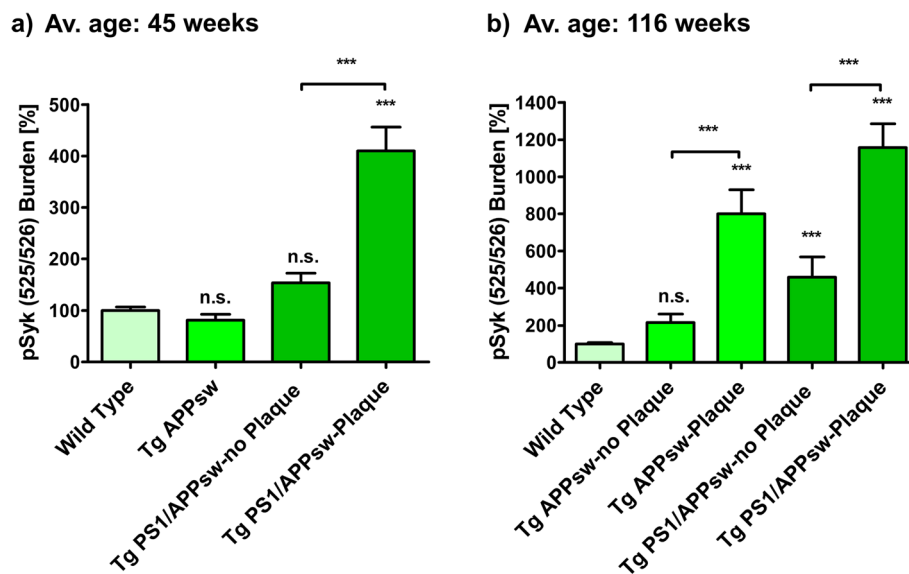 a) Av. age: 45 weeks
pSyk (525/526) Burden [%]
500
400
300
200
100
0
n.s.
n.s.
***
***
Wild Type
Tg APPsw
Tg PS1/APPsw-no Plaque
Tg PS1/APPsw-Plaque
b) Av. age: 116 weeks
pSyk (525/526) Burden [%]
1400
1200
1000
800
600
400
200
0
n.s.
***
***
***
***
***
Wild Type
Tg APPsw-no Plaque
Tg APPsw-Plaque
Tg PS1/APPsw-no Plaque
Tg PS1/APPsw-Plaque